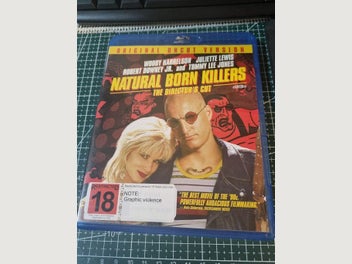 ORIGINAL UNCUT VERSION
WOODY HARRELSON JULIETTE LEWIS
ROBERT DOWNEY JR. AND TOMMY LEE JONES
NATURAL BORN KILLERS
THE DIRECTOR'S CUT
18
NOTE:
Graphic violence
"THE BEST MOVIE OF THE '90s.
POWERFULLY AUDACIOUS FILMMAKING."